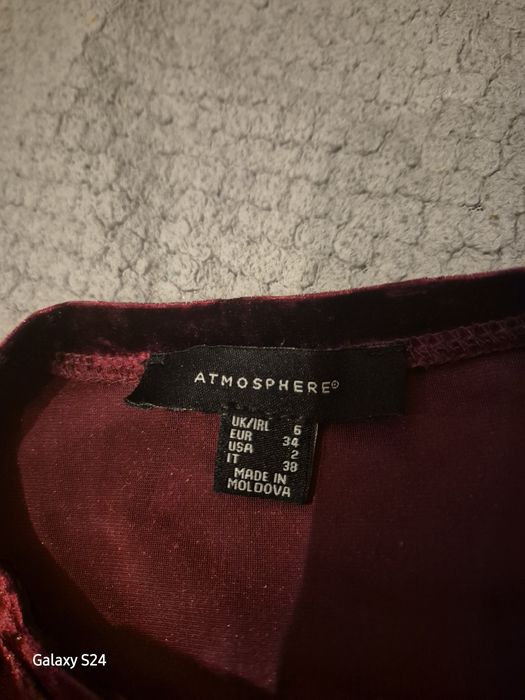 ATMOSPHERE®
UK/IRL 6
EUR 34
USA 2
IT 38
MADE IN
MOLDOVA
Galaxy S24